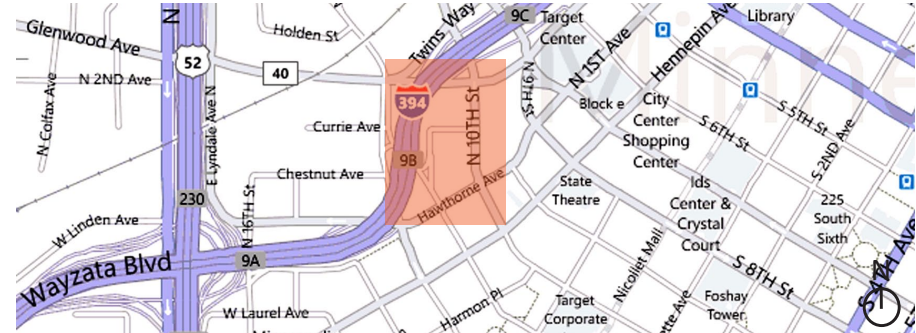 Glenwood Ave
N
52
Holden St
40
N 2ND Ave
N Colfax Ave
E Lyndale Ave N
Currie Ave
Chestnut Ave
230
N 16TH St
W Linden Ave
9A
Wayzata Blvd
W Laurel Ave
Twins Way
9C
Target
Center
394
9B
N 10TH St
N 9TH St
Hawthorne Ave
N 1ST Ave
Block e
Hennepin Ave
Library
City
Center
Shopping
Center
S 6TH St
S 5TH St
S 2ND Ave
State
Theatre
Ids
Center &
Crystal
Court
225
South
Sixth
Nicollet Mall
S 8TH St
Harmon Pl
Target
Corporate
Foshay
Tower
S 4TH Ave
Minne